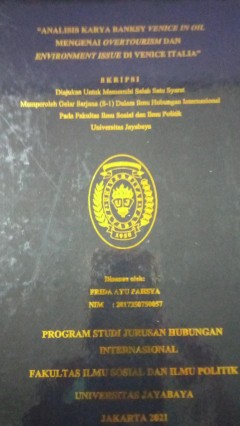 "ANALISIS KARYA BANKSY VENICE IN OIL
MENGENAI OVERTOURISM DAN
ENVIRONMENT ISSUE DI VENICE ITALIA"
SKRIPSI
Diajukan Untuk Memenuhi Salah Satu Syarat
Memperoleh Gelar Sarjana (S-1) Dalam Ilmu Hubungan Internasional
Pada Fakultas Ilmu Sosial dan Ilmu Politik
Universitas Jayabaya
1958
Disusun oleh:
FRIDA AYU
NIM :
PROGRAM STUDI JURUSAN HUBUNGAN
INTERNASIONAL
FAKULTAS ILMU SOSIAL DAN ILMU POLITIK
UNIVERSITAS JAYABAYA
JAKARTA 2021